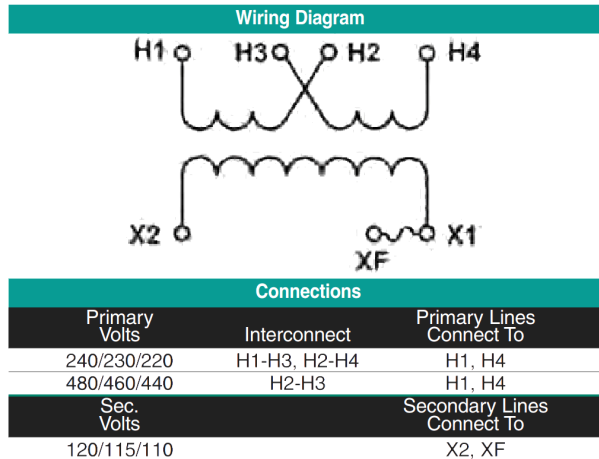 Wiring Diagram
H1 H3 H2 H4
X2 X1
XF
Connections
Primary Volts Interconnect Primary Lines Connect To
240/230/220 H1-H3, H2-H4 H1, H4
480/460/440 H2-H3 H1, H4
Sec. Volts Secondary Lines Connect To
120/115/110 X2, XF